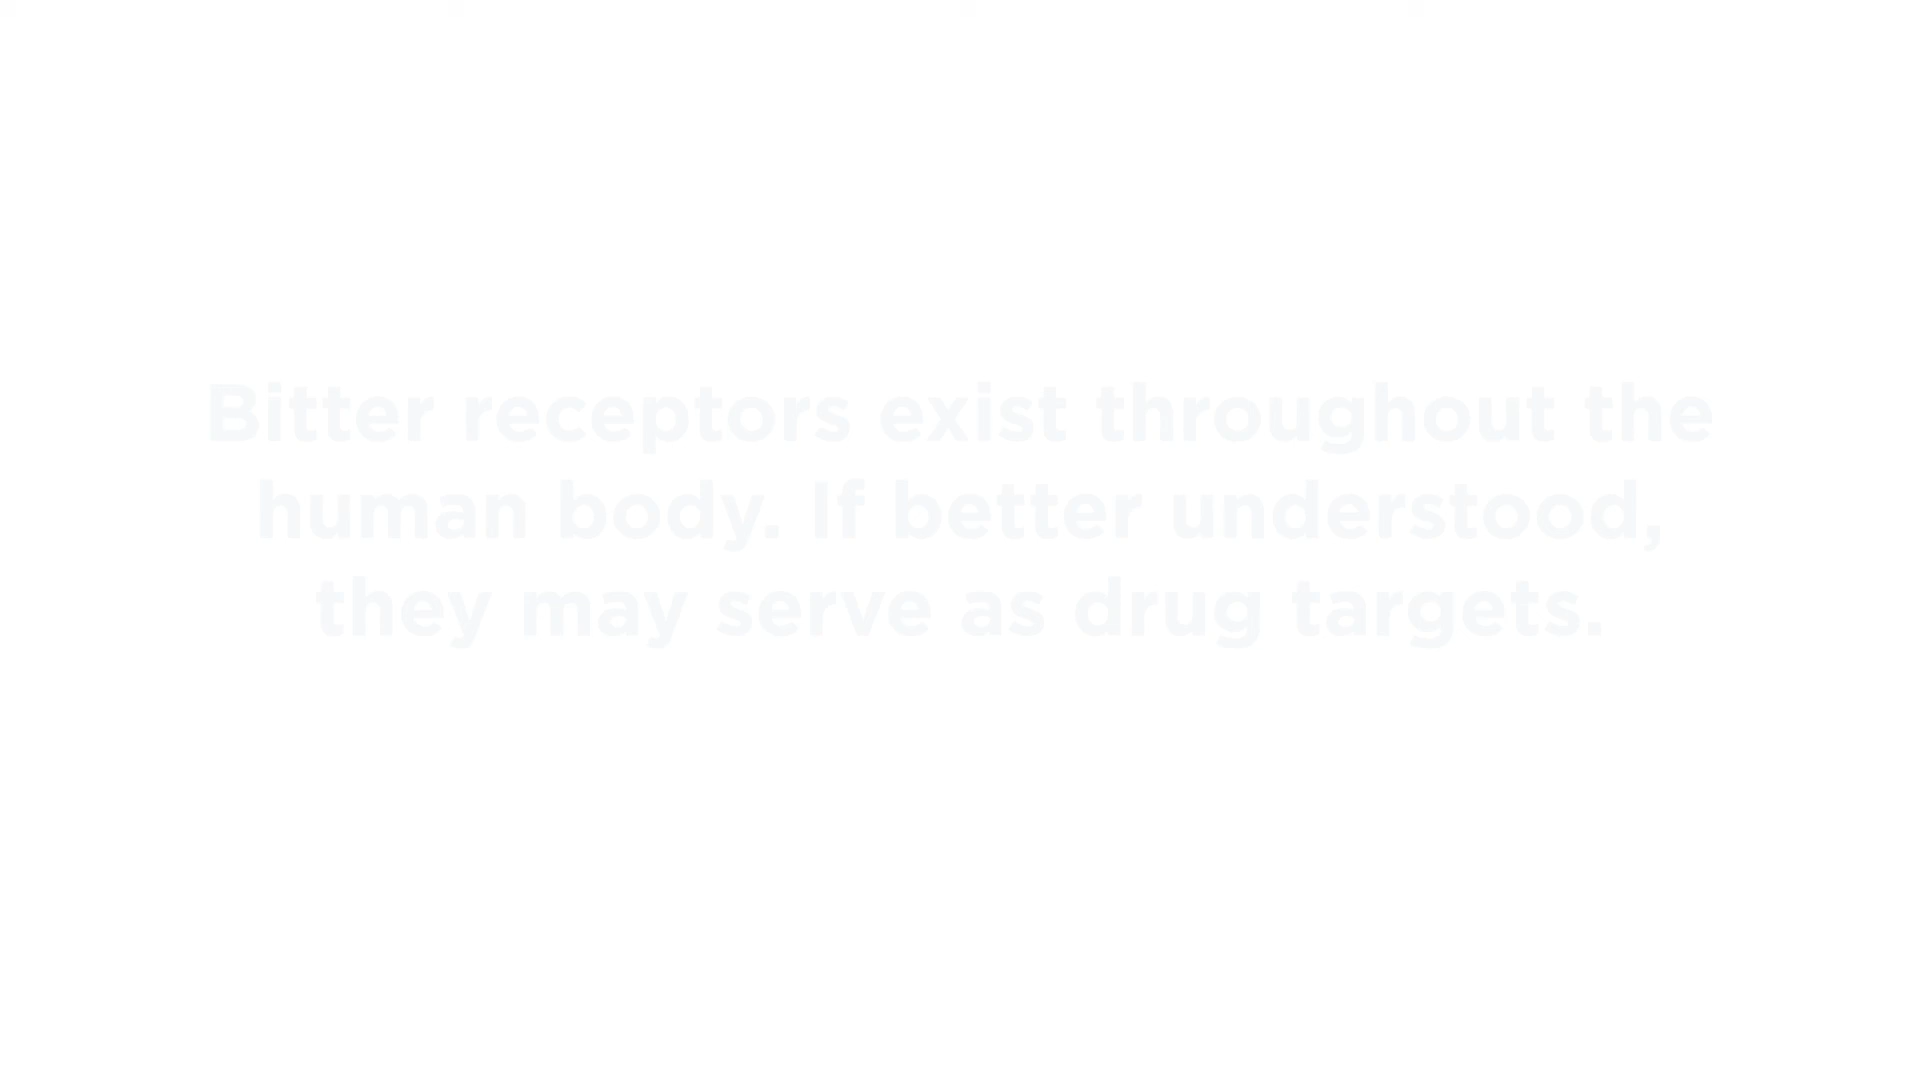 Bitter receptors exist throughout the
human body. If better understood,
they may serve as drug targets.